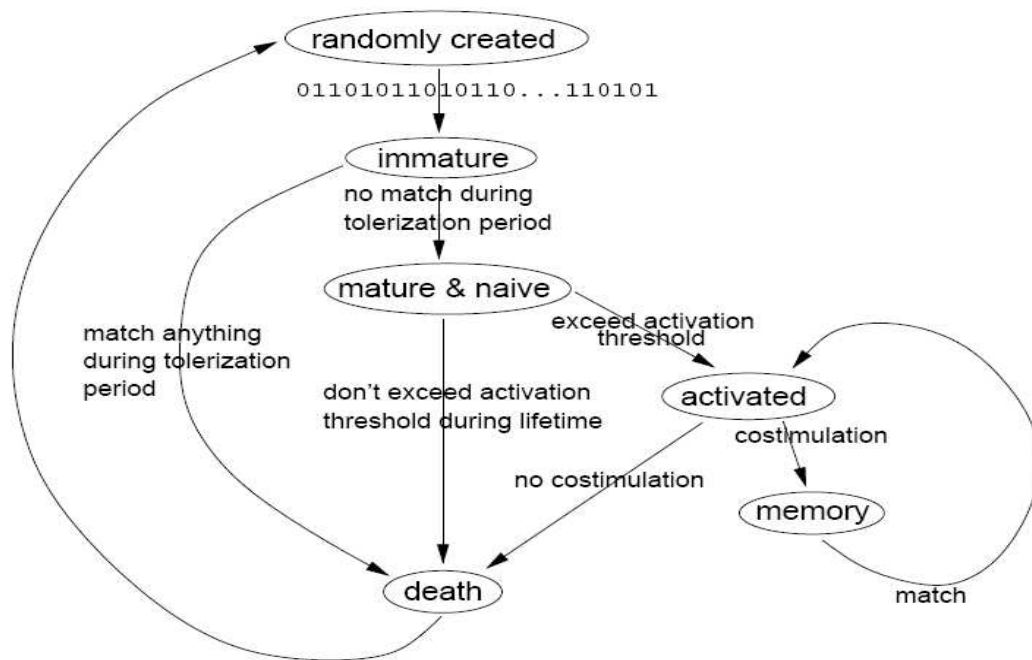 randomly created
01101011010110...110101
immature
no match during
tolerization period
mature & naive
exceed activation
threshold
match anything
during tolerization
period
don't exceed activation
threshold during lifetime
activated
costimulation
no costimulation
memory
death
match